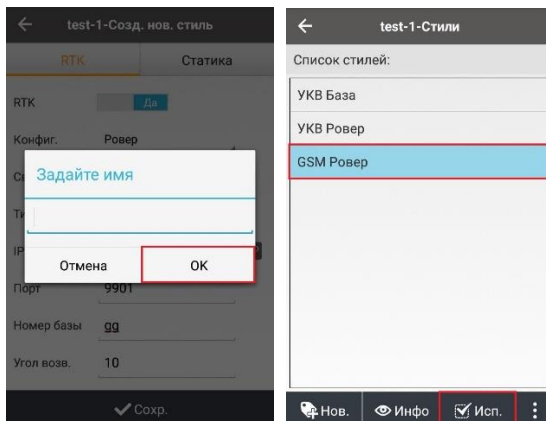 test-1-Созд. нов. стиль
RTK Статика
RTK Да
Конфиг. Ровер
Задайте имя
IP
Отмена OK
Порт 9901
Номер базы gg
Угол возв. 10
Сохр.
test-1-Стили
Список стилей:
УКВ База
УКВ Ровер
GSM Ровер
Нов. Инфо Исп.